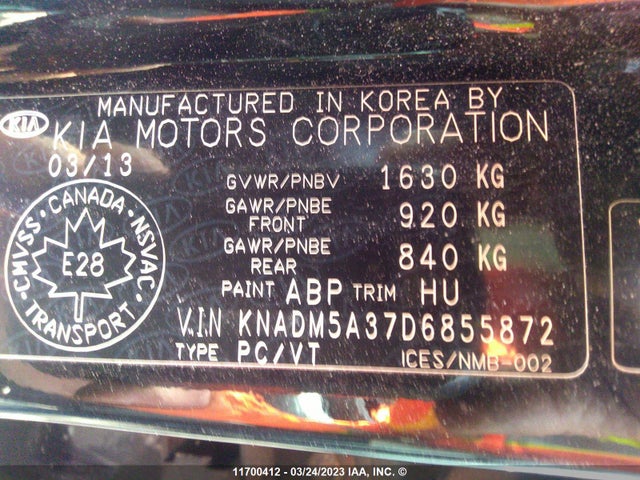 MANUFACTURED IN KOREA BY
KIA KIA MOTORS CORPORATION
03/13
GVWR/PNBV 1630 KG
GAWR/PNBE FRONT 920 KG
GAWR/PNBE REAR 840 KG
PAINT ABP TRIM HU
V.I.N KNADM5A37D6855872
TYPE PC/VT ICES/NMB-002
CMVSS · CANADA · NSVAC
E28
TRANSPORT
11700412 - 03/24/2023 IAA, INC. ©